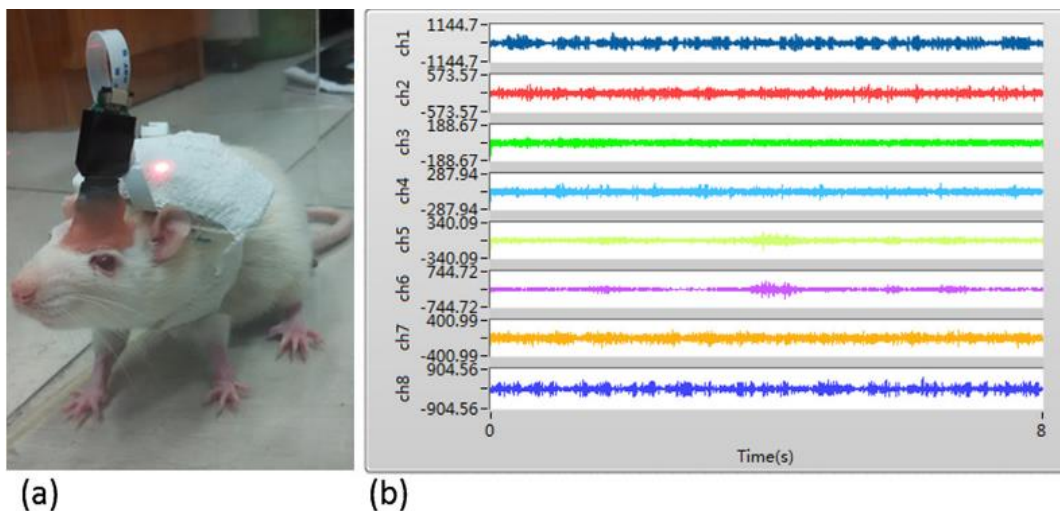 1144.7
ch1
-1144.7
573.57
ch2
-573.57
188.67
ch3
-188.67
287.94
ch4
-287.94
340.09
ch5
-340.09
744.72
ch6
-744.72
400.99
ch7
-400.99
904.56
ch8
-904.56
0 8
Time(s)
(a) (b)